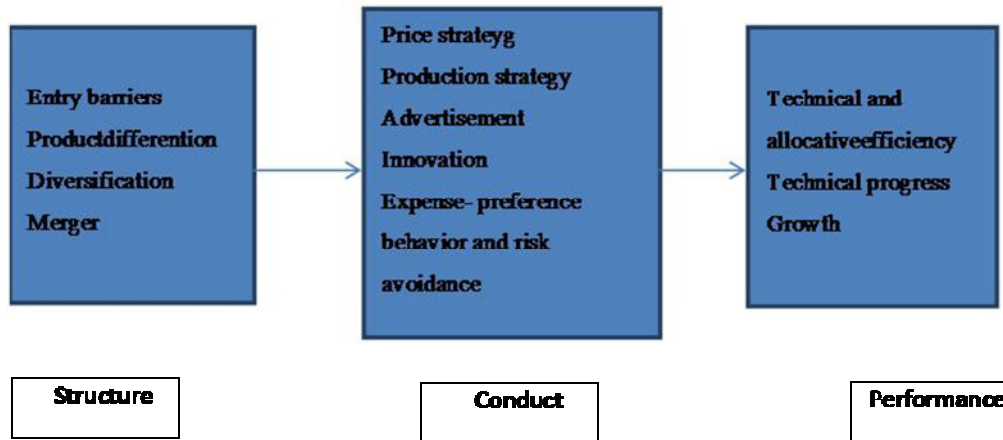 Entry barriers
Productdifferention
Diversification
Merger
Price strateyg
Production strategy
Advertisement
Innovation
Expense- preference
behavior and risk
avoidance
Technical and
allocativeefficiency
Technical progress
Growth
Structure
Conduct
Performance